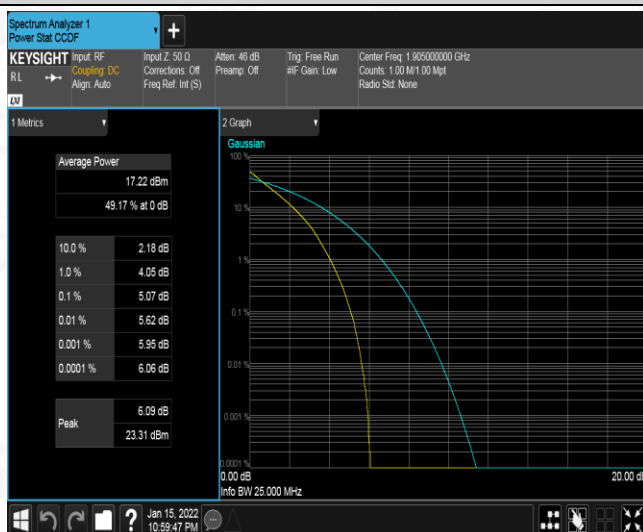 Spectrum Analyzer 1
Power Stat CCDF
+
KEYSIGHT
RL
LXI
Input: RF
Coupling: DC
Align: Auto
Input Z: 50 Ω
Corrections: Off
Freq Ref: Int (S)
Atten: 46 dB
Preamp: Off
Trig: Free Run
#IF Gain: Low
Center Freq: 1.905000000 GHz
Counts: 1.00 M/1.00 Mpt
Radio Std: None
1 Metrics
Average Power
17.22 dBm
49.17 % at 0 dB
10.0 % 2.18 dB
1.0 % 4.05 dB
0.1 % 5.07 dB
0.01 % 5.62 dB
0.001 % 5.95 dB
0.0001 % 6.06 dB
Peak
6.09 dB
23.31 dBm
2 Graph
Gaussian
100 %
10 %
1 %
0.1 %
0.01 %
0.001 %
0.0001 %
0.00 dB
20.00 dB
Info BW 25.000 MHz
?
Jan 15, 2022
10:59:47 PM